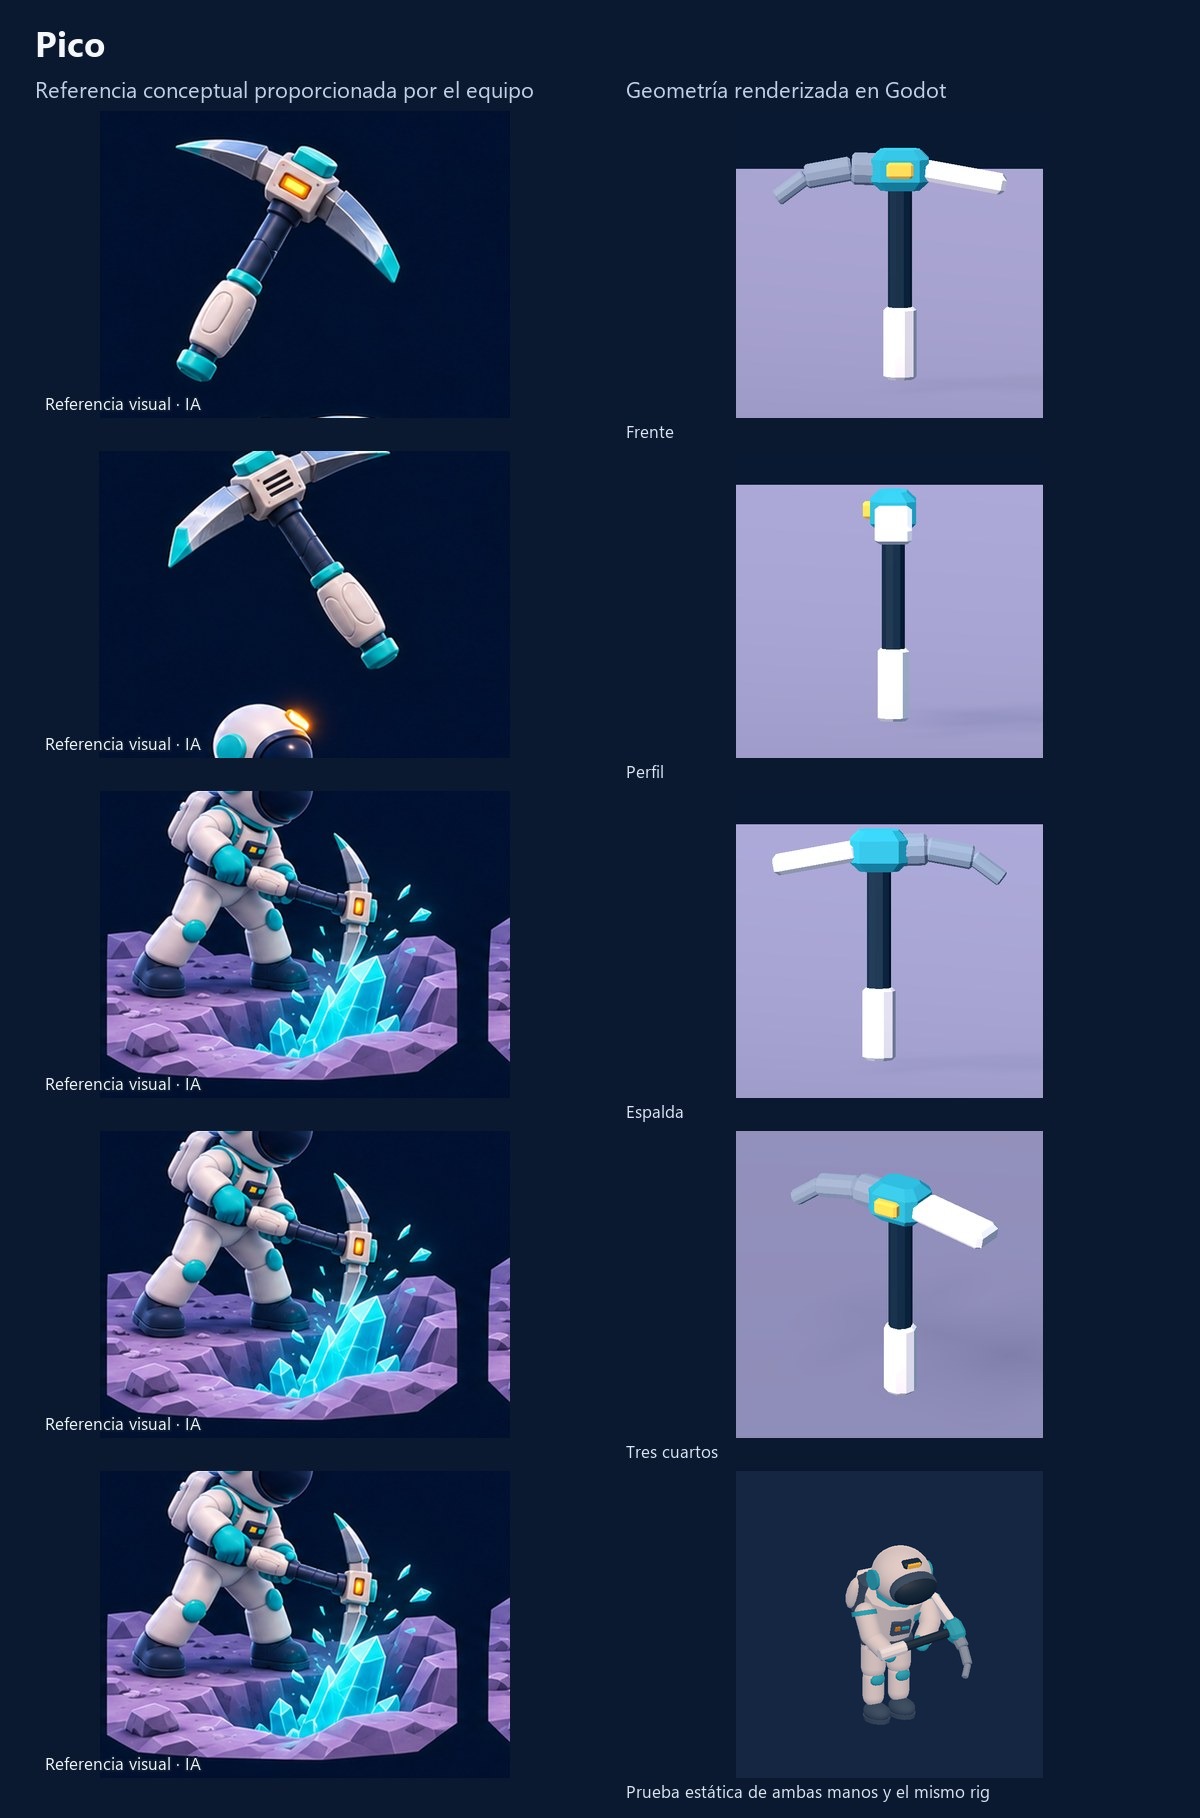 Pico
Referencia conceptual proporcionada por el equipo
Geometría renderizada en Godot
Referencia visual · IA
Frente
Referencia visual · IA
Perfil
Referencia visual · IA
Espalda
Referencia visual · IA
Tres cuartos
Referencia visual · IA
Prueba estática de ambas manos y el mismo rig